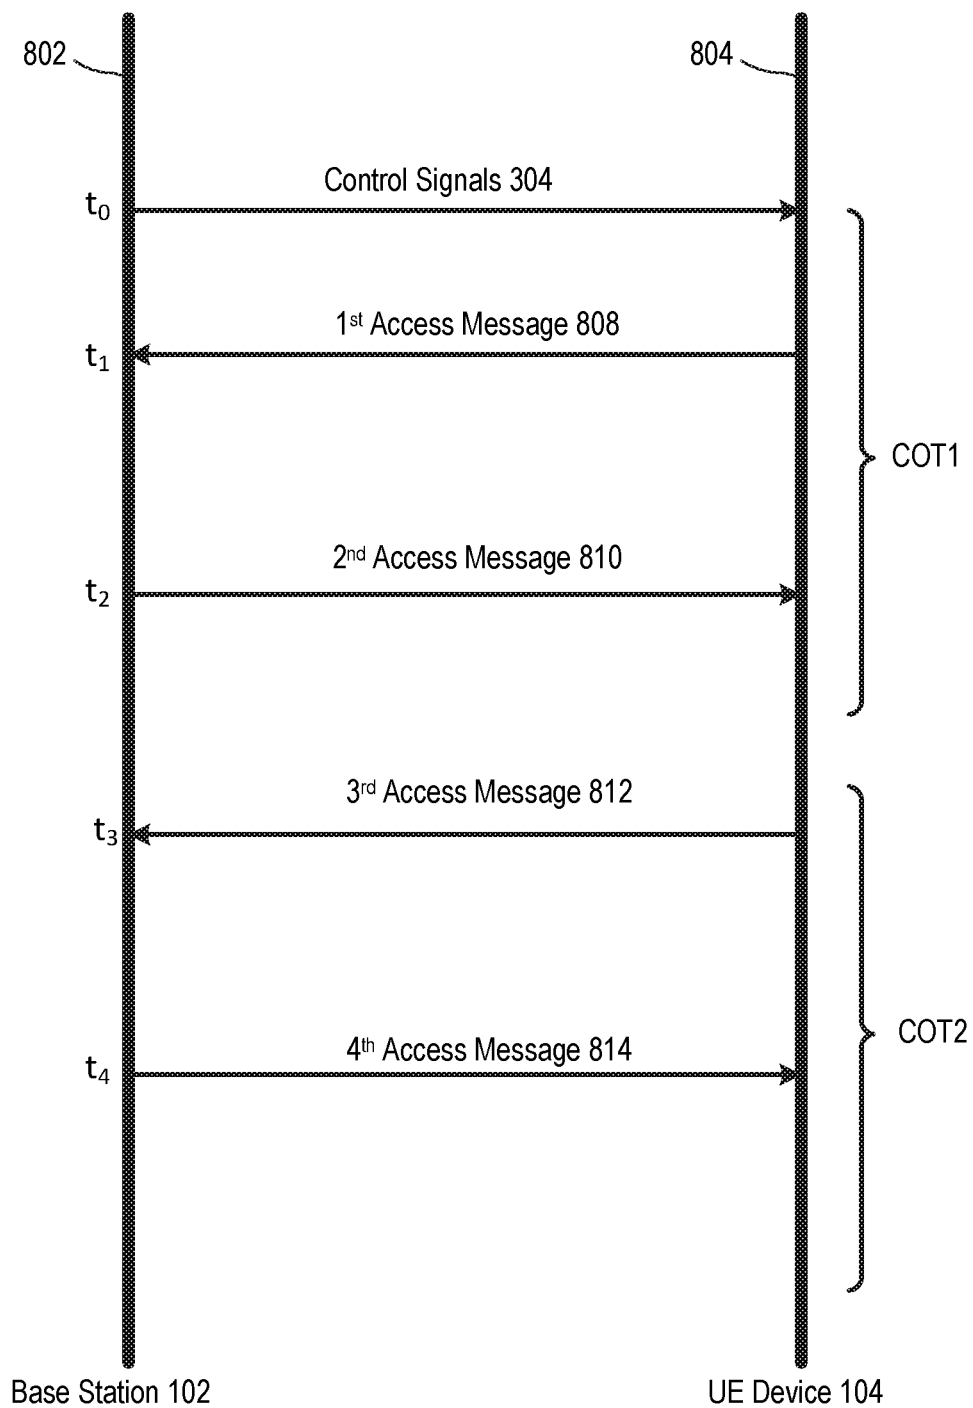 802
804
Control Signals 304
t0
1st Access Message 808
t1
COT1
2nd Access Message 810
t2
3rd Access Message 812
t3
COT2
4th Access Message 814
t4
Base Station 102
UE Device 104